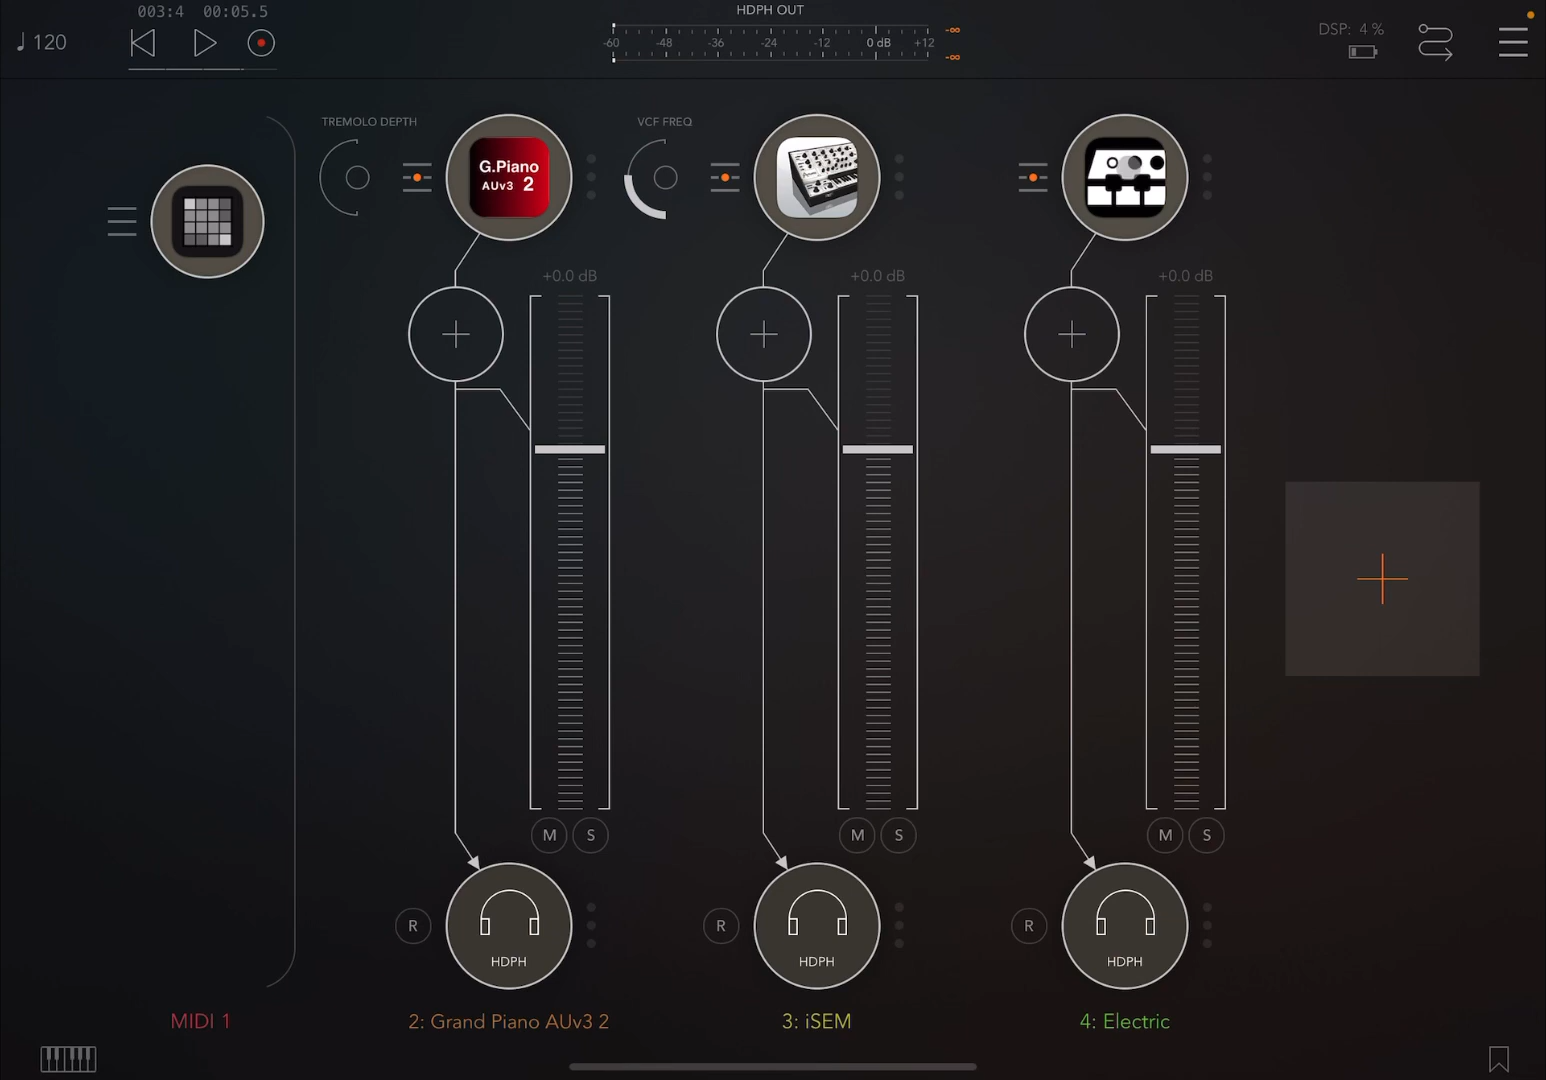 003:4 00:05.5
HDPH OUT
120
-60 -48 -36 -24 -12 0 dB +12
-∞
-∞
DSP: 4 %
TREMOLO DEPTH
VCF FREQ
G.Piano
AUv3 2
+0.0 dB
+0.0 dB
+0.0 dB
M S
M S
M S
R
HDPH
R
HDPH
R
HDPH
MIDI 1
2: Grand Piano AUv3 2
3: iSEM
4: Electric